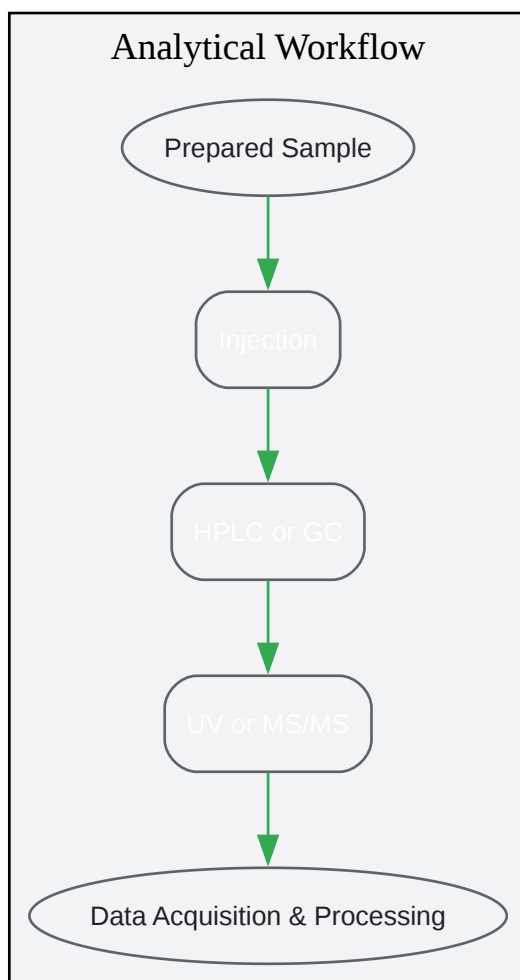 Analytical Workflow
Prepared Sample
Injection
HPLC or GC
UV or MS/MS
Data Acquisition & Processing